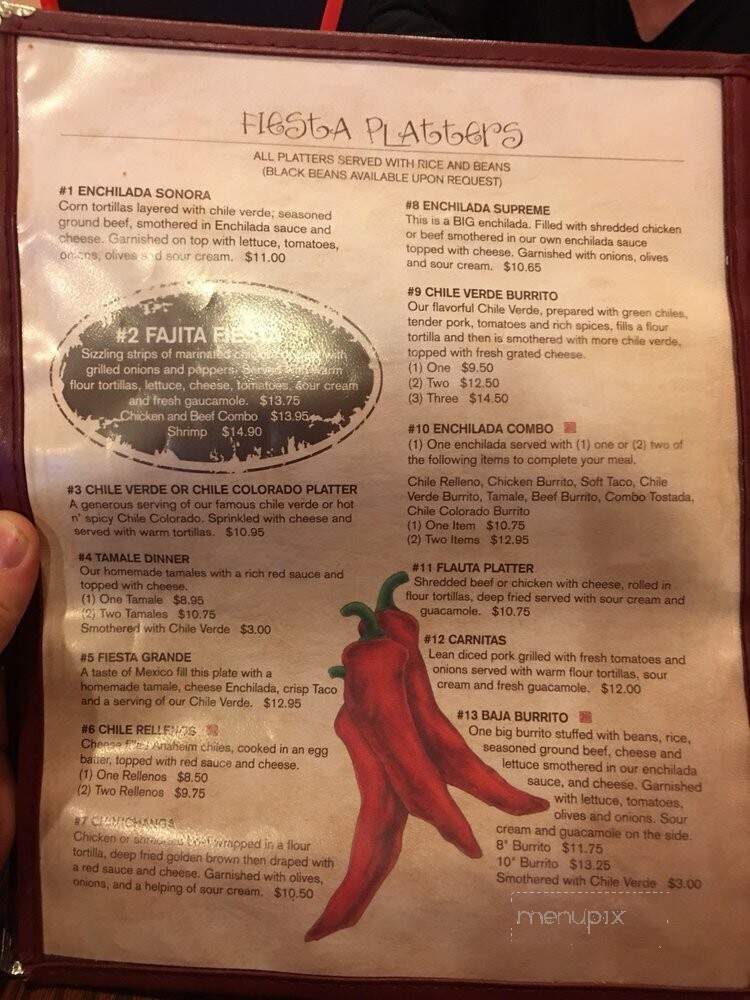 FIESTA PLATTERS
ALL PLATTERS SERVED WITH RICE AND BEANS
(BLACK BEANS AVAILABLE UPON REQUEST)
#1 ENCHILADA SONORA
Corn tortillas layered with chile verde; seasoned
ground beef, smothered in Enchilada sauce and
cheese. Garnished on top with lettuce, tomatoes,
onions, olives and sour cream. $11.00
#2 FAJITA FIESTA
Sizzling strips of marinated with
grilled onions and peppers. Served with warm
flour tortillas, lettuce, cheese, tomatoes, sour cream
and fresh gaucamole. $13.75
Chicken and Beef Combo $13.95
Shrimp $14.90
#3 CHILE VERDE OR CHILE COLORADO PLATTER
A generous serving of our famous chile verde or hot
n' spicy Chile Colorado. Sprinkled with cheese and
served with warm tortillas. $10.95
#4 TAMALE DINNER
Our homemade tamales with a rich red sauce and
topped with cheese.
(1) One Tamale $8.95
(2) Two Tamales $10.75
Smothered with Chile Verde $3.00
#5 FIESTA GRANDE
A taste of Mexico fill this plate with a
homemade tamale, cheese Enchilada, crisp Taco
and a serving of our Chile Verde. $12.95
#6 CHILE RELLENOS
Cheese filled Anaheim chiles, cooked in an egg
batter, topped with red sauce and cheese.
(1) One Rellenos $8.50
(2) Two Rellenos $9.75
#7 CHIMICHANGA
Chicken or shredded beef wrapped in a flour
tortilla, deep fried golden brown then draped with
a red sauce and cheese. Garnished with olives,
onions, and a helping of sour cream. $10.50
#8 ENCHILADA SUPREME
This is a BIG enchilada. Filled with shredded chicken
or beef smothered in our own enchilada sauce
topped with cheese. Garnished with onions, olives
and sour cream. $10.65
#9 CHILE VERDE BURRITO
Our flavorful Chile Verde, prepared with green chiles,
tender pork, tomatoes and rich spices, fills a flour
tortilla and then is smothered with more chile verde,
topped with fresh grated cheese.
(1) One $9.50
(2) Two $12.50
(3) Three $14.50
#10 ENCHILADA COMBO
(1) One enchilada served with (1) one or (2) two of
the following items to complete your meal.
Chile Relleno, Chicken Burrito, Soft Taco, Chile
Verde Burrito, Tamale, Beef Burrito, Combo Tostada,
Chile Colorado Burrito
(1) One Item $10.75
(2) Two Items $12.95
#11 FLAUTA PLATTER
Shredded beef or chicken with cheese, rolled in
flour tortillas, deep fried served with sour cream and
guacamole. $10.75
#12 CARNITAS
Lean diced pork grilled with fresh tomatoes and
onions served with warm flour tortillas, sour
cream and fresh guacamole. $12.00
#13 BAJA BURRITO
One big burrito stuffed with beans, rice,
seasoned ground beef, cheese and
lettuce smothered in our enchilada
sauce, and cheese. Garnished
with lettuce, tomatoes,
olives and onions. Sour
cream and guacamole on the side.
8" Burrito $11.75
10" Burrito $13.25
Smothered with Chile Verde $3.00
menupix